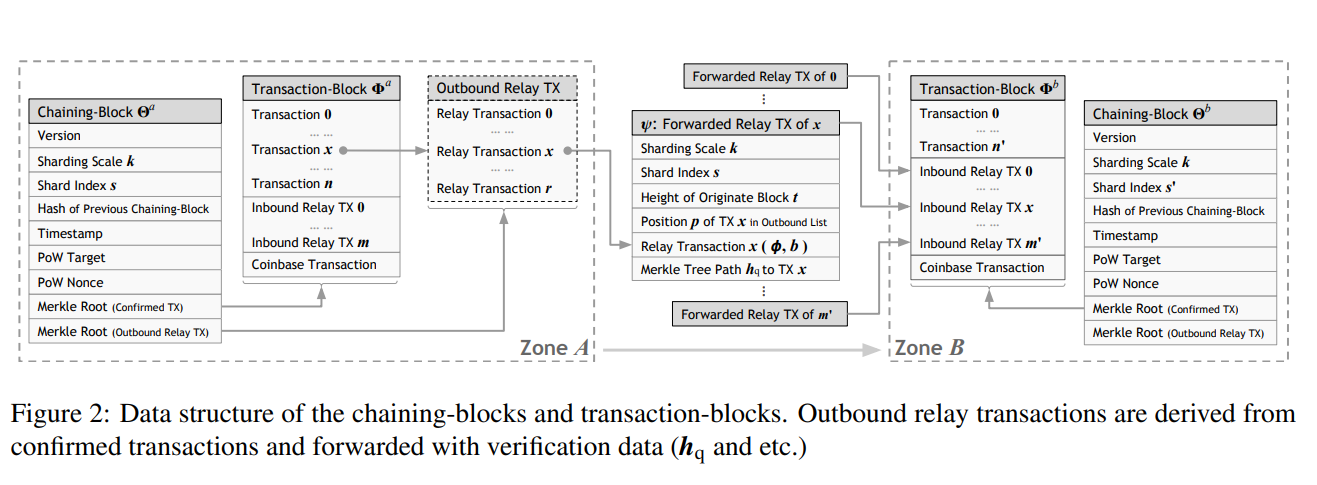 Chaining-Block Θᵃ
Version
Sharding Scale k
Shard Index s
Hash of Previous Chaining-Block
Timestamp
PoW Target
PoW Nonce
Merkle Root (Confirmed TX)
Merkle Root (Outbound Relay TX)
Transaction-Block Φᵃ
Transaction 0
... ...
Transaction x
... ...
Transaction n
Inbound Relay TX 0
... ...
Inbound Relay TX m
Coinbase Transaction
Outbound Relay TX
Relay Transaction 0
... ...
Relay Transaction x
... ...
Relay Transaction r
Zone A
Forwarded Relay TX of 0
⋮
ψ: Forwarded Relay TX of x
Sharding Scale k
Shard Index s
Height of Originate Block t
Position p of TX x in Outbound List
Relay Transaction x ( ϕ, b )
Merkle Tree Path h_q to TX x
⋮
Forwarded Relay TX of m'
Transaction-Block Φᵇ
Transaction 0
... ...
Transaction n'
Inbound Relay TX 0
... ...
Inbound Relay TX x
... ...
Inbound Relay TX m'
Coinbase Transaction
Chaining-Block Θᵇ
Version
Sharding Scale k
Shard Index s'
Hash of Previous Chaining-Block
Timestamp
PoW Target
PoW Nonce
Merkle Root (Confirmed TX)
Merkle Root (Outbound Relay TX)
Zone B
Figure 2: Data structure of the chaining-blocks and transaction-blocks. Outbound relay transactions are derived from
confirmed transactions and forwarded with verification data (h_q and etc.)